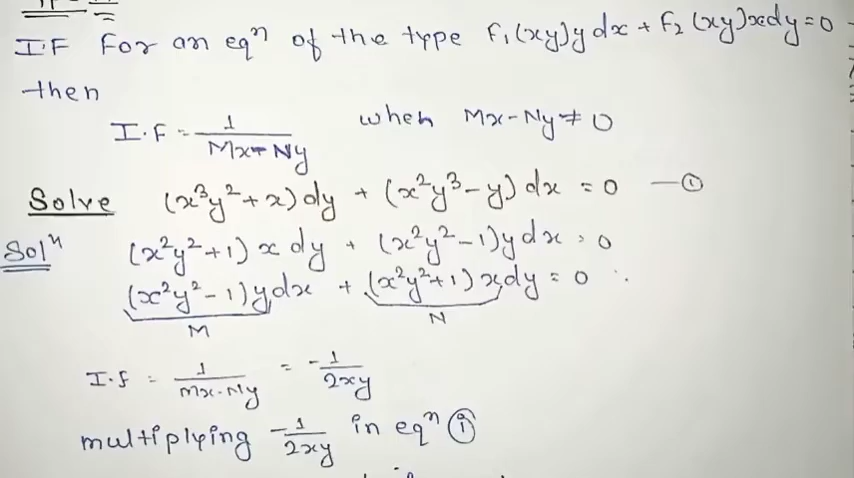 I.F For an eqⁿ of the type F₁(xy)y dx + F₂(xy)x dy = 0
then
I.F = 1/(Mx - Ny) when Mx - Ny ≠ 0
Solve (x³y² + x) dy + (x²y³ - y) dx = 0 — ①
Solⁿ (x²y² + 1) x dy + (x²y² - 1) y dx = 0
(x²y² - 1) y dx + (x²y² + 1) x dy = 0
M N
I.f = 1/(Mx - Ny) = - 1/(2xy)
multiplying - 1/(2xy) in eqⁿ ①